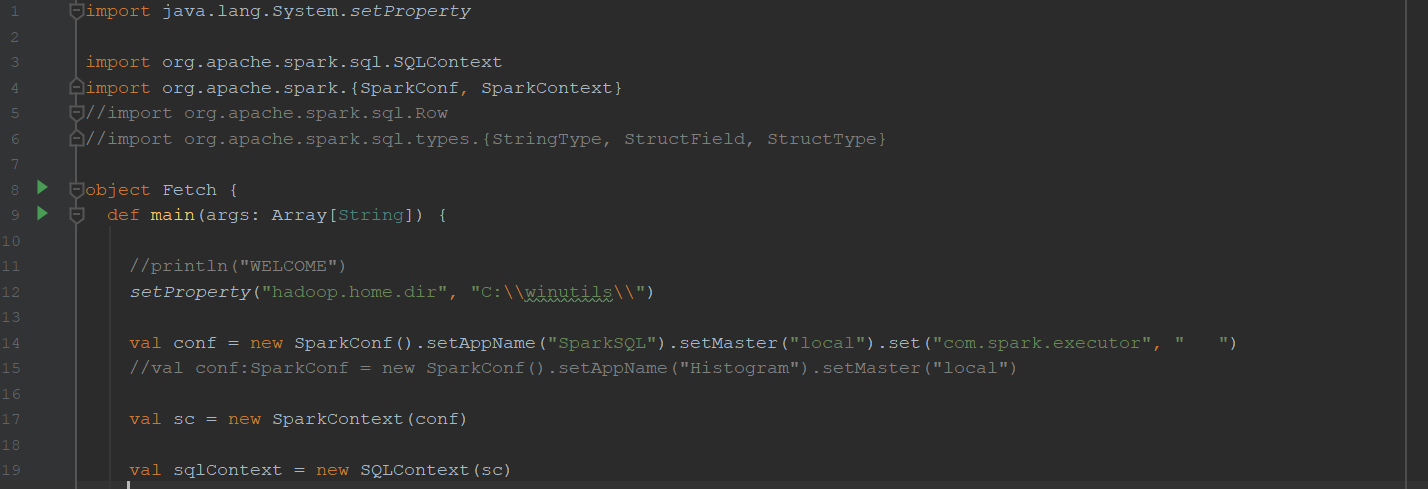 1 import java.lang.System.setProperty
2
3 import org.apache.spark.sql.SQLContext
4 import org.apache.spark.{SparkConf, SparkContext}
5 //import org.apache.spark.sql.Row
6 //import org.apache.spark.sql.types.{StringType, StructField, StructType}
7
8 object Fetch {
9 def main(args: Array[String]) {
10
11 //println("WELCOME")
12 setProperty("hadoop.home.dir", "C:\\winutils\\")
13
14 val conf = new SparkConf().setAppName("SparkSQL").setMaster("local").set("com.spark.executor", "   ")
15 //val conf:SparkConf = new SparkConf().setAppName("Histogram").setMaster("local")
16
17 val sc = new SparkContext(conf)
18
19 val sqlContext = new SQLContext(sc)